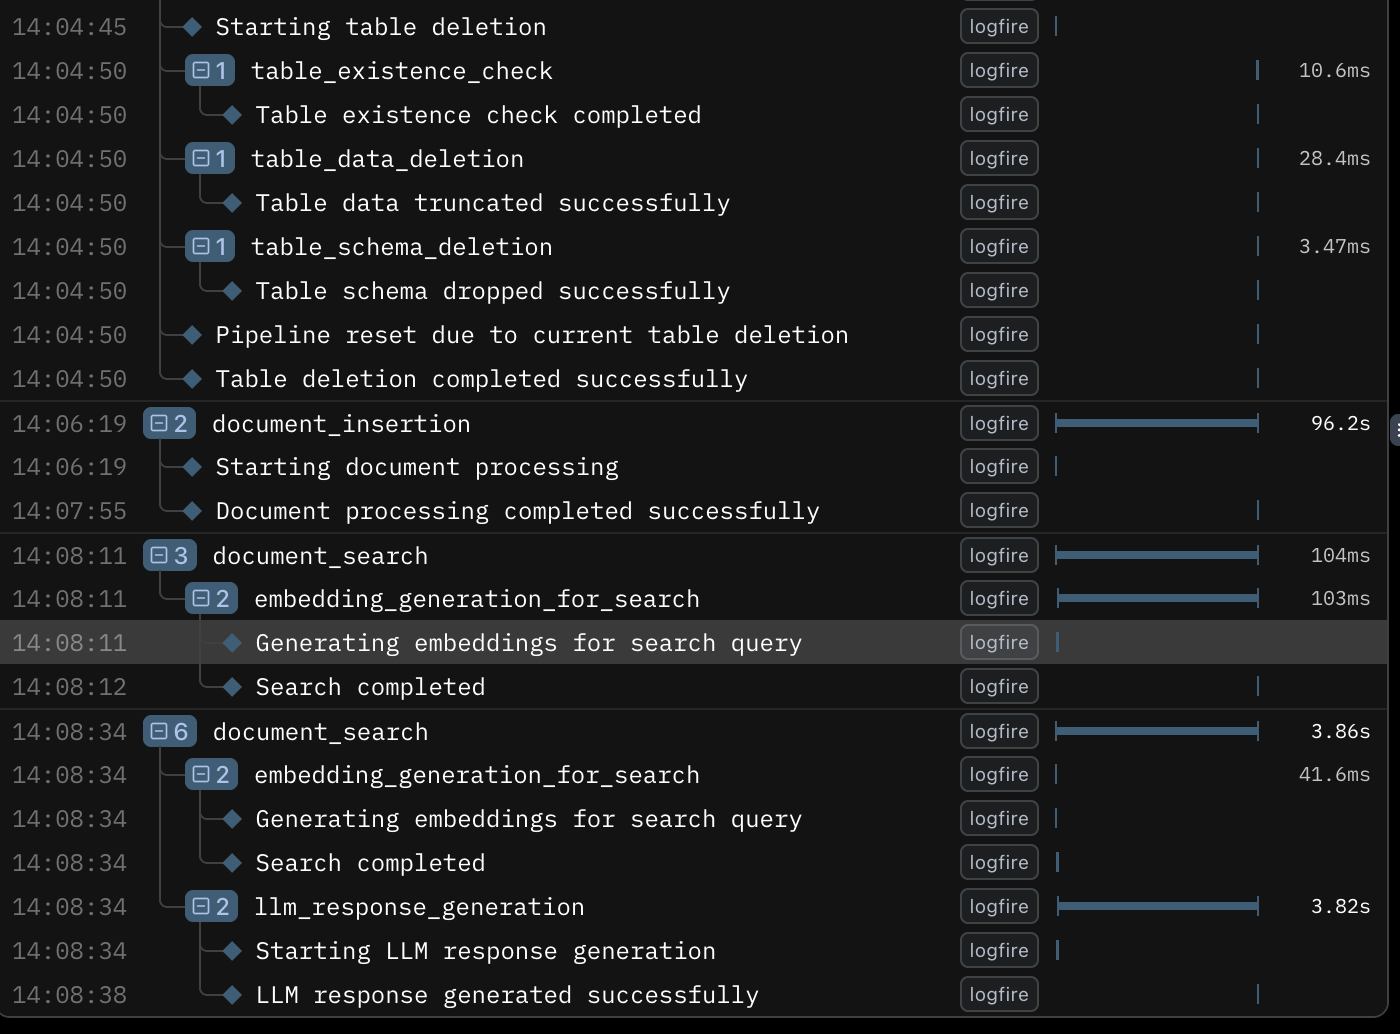 14:04:45 Starting table deletion logfire
14:04:50 1 table_existence_check logfire 10.6ms
14:04:50 Table existence check completed logfire
14:04:50 1 table_data_deletion logfire 28.4ms
14:04:50 Table data truncated successfully logfire
14:04:50 1 table_schema_deletion logfire 3.47ms
14:04:50 Table schema dropped successfully logfire
14:04:50 Pipeline reset due to current table deletion logfire
14:04:50 Table deletion completed successfully logfire
14:06:19 2 document_insertion logfire 96.2s
14:06:19 Starting document processing logfire
14:07:55 Document processing completed successfully logfire
14:08:11 3 document_search logfire 104ms
14:08:11 2 embedding_generation_for_search logfire 103ms
14:08:11 Generating embeddings for search query logfire
14:08:12 Search completed logfire
14:08:34 6 document_search logfire 3.86s
14:08:34 2 embedding_generation_for_search logfire 41.6ms
14:08:34 Generating embeddings for search query logfire
14:08:34 Search completed logfire
14:08:34 2 llm_response_generation logfire 3.82s
14:08:34 Starting LLM response generation logfire
14:08:38 LLM response generated successfully logfire